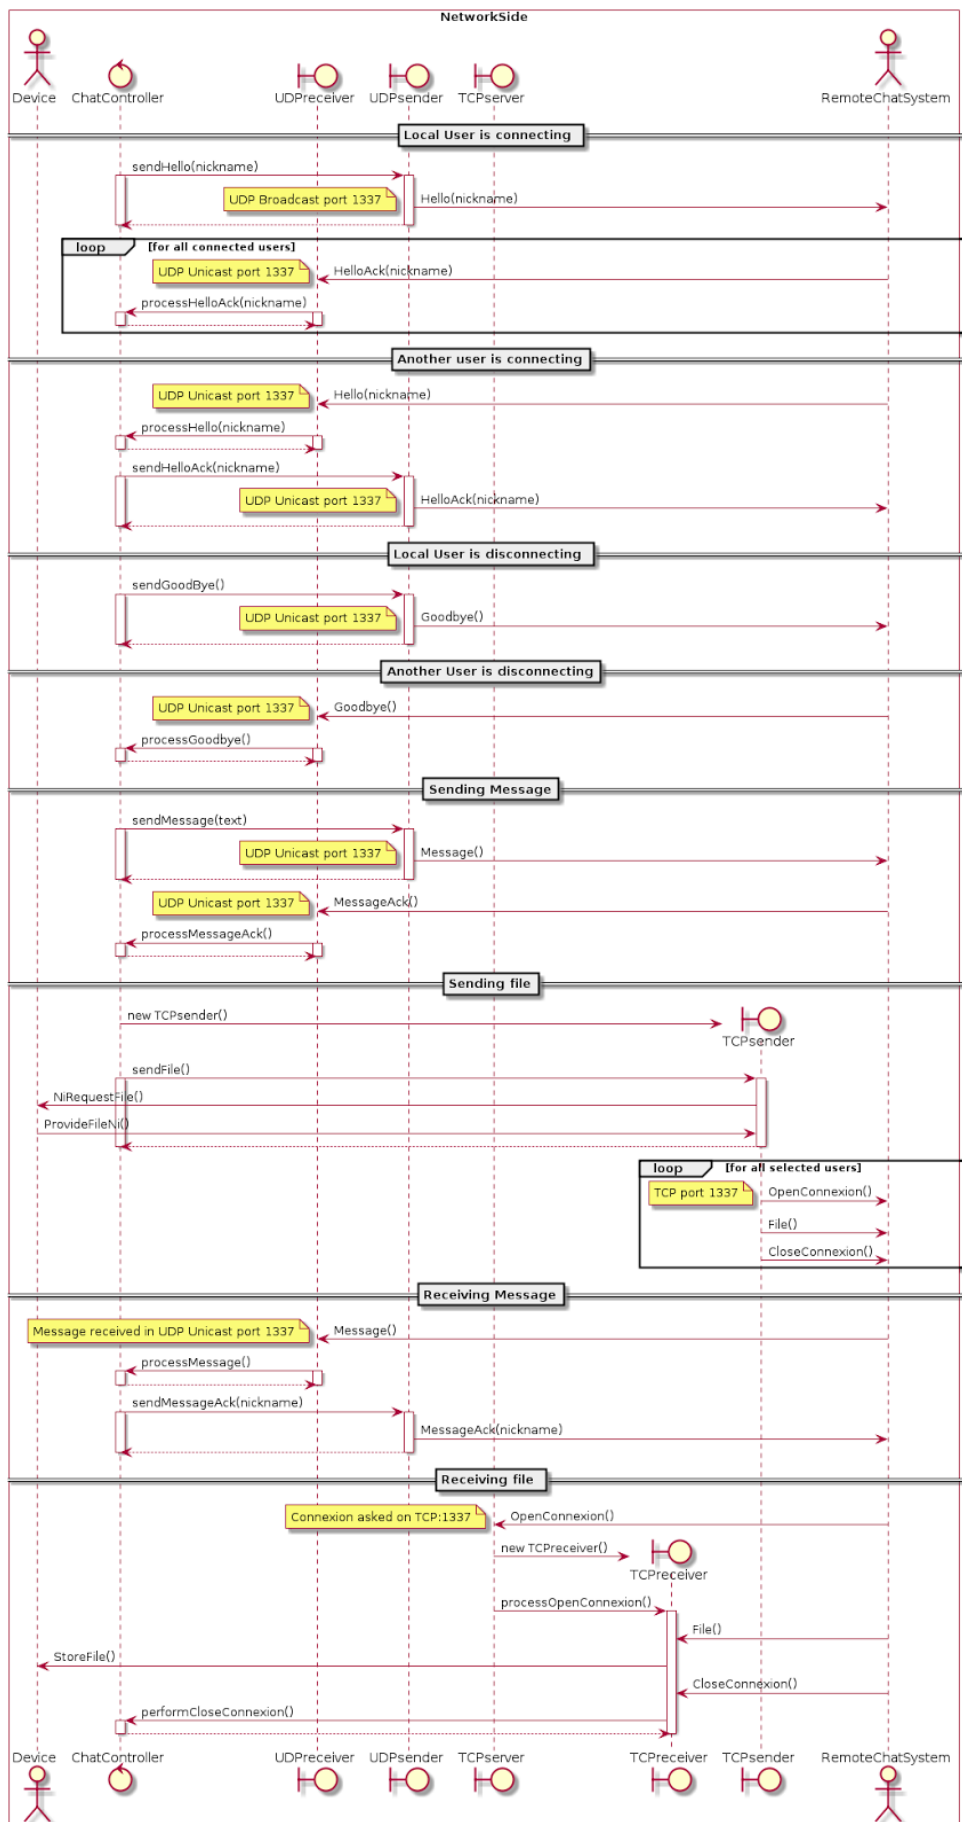 NetworkSide
Device
ChatController
UDPreceiver
UDPsender
TCPserver
RemoteChatSystem
Local User is connecting
sendHello(nickname)
UDP Broadcast port 1337
Hello(nickname)
loop
[for all connected users]
UDP Unicast port 1337
HelloAck(nickname)
processHelloAck(nickname)
Another user is connecting
UDP Unicast port 1337
Hello(nickname)
processHello(nickname)
sendHelloAck(nickname)
UDP Unicast port 1337
HelloAck(nickname)
Local User is disconnecting
sendGoodBye()
UDP Unicast port 1337
Goodbye()
Another User is disconnecting
UDP Unicast port 1337
Goodbye()
processGoodbye()
Sending Message
sendMessage(text)
UDP Unicast port 1337
Message()
UDP Unicast port 1337
MessageAck()
processMessageAck()
Sending file
new TCPsender()
TCPsender
sendFile()
NiRequestFile()
ProvideFileNi()
loop
[for all selected users]
TCP port 1337
OpenConnexion()
File()
CloseConnexion()
Receiving Message
Message received in UDP Unicast port 1337
Message()
processMessage()
sendMessageAck(nickname)
MessageAck(nickname)
Receiving file
Connexion asked on TCP:1337
OpenConnexion()
new TCPreceiver()
TCPreceiver
processOpenConnexion()
File()
StoreFile()
CloseConnexion()
performCloseConnexion()
Device
ChatController
UDPreceiver
UDPsender
TCPserver
TCPreceiver
TCPsender
RemoteChatSystem